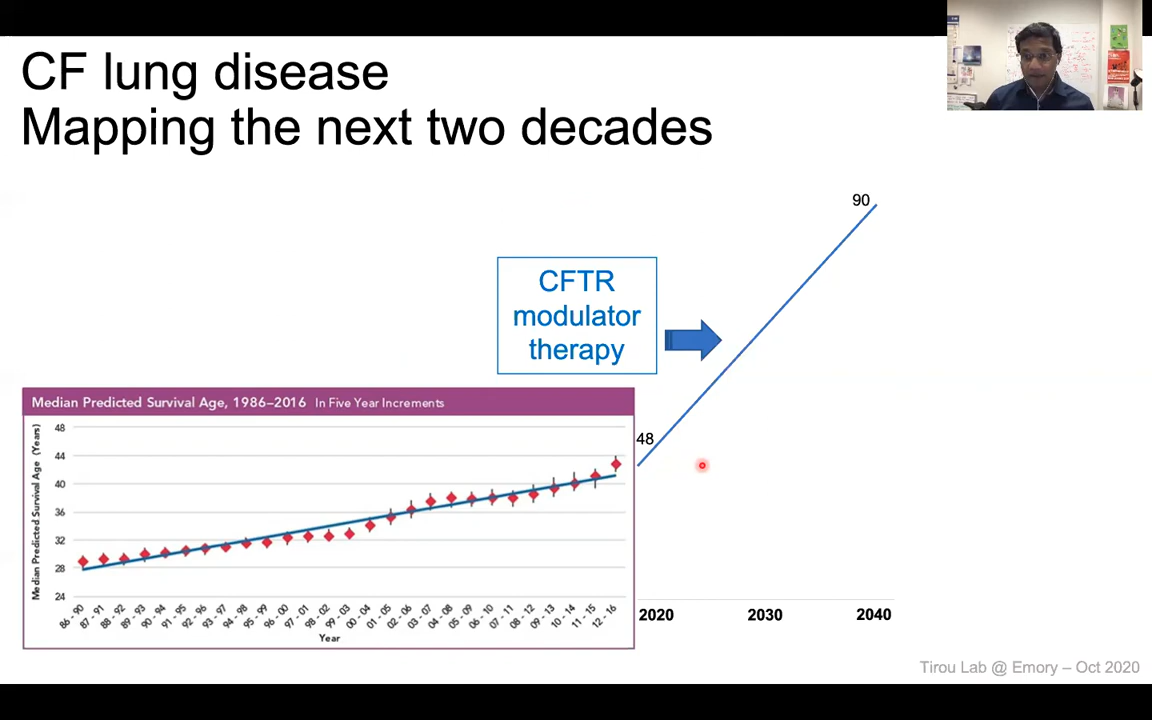 CF lung disease
Mapping the next two decades
90
CFTR
modulator
therapy
48
Median Predicted Survival Age, 1986–2016 In Five Year Increments
Median Predicted Survival Age (Years)
48
44
40
36
32
28
24
86 - 90
87 - 91
88 - 92
89 - 93
90 - 94
91 - 95
92 - 96
93 - 97
94 - 98
95 - 99
96 - 00
97 - 01
98 - 02
99 - 03
00 - 04
01 - 05
02 - 06
03 - 07
04 - 08
05 - 09
06 - 10
07 - 11
08 - 12
09 - 13
10 - 14
11 - 15
12 - 16
Year
2020
2030
2040
Tirou Lab @ Emory – Oct 2020